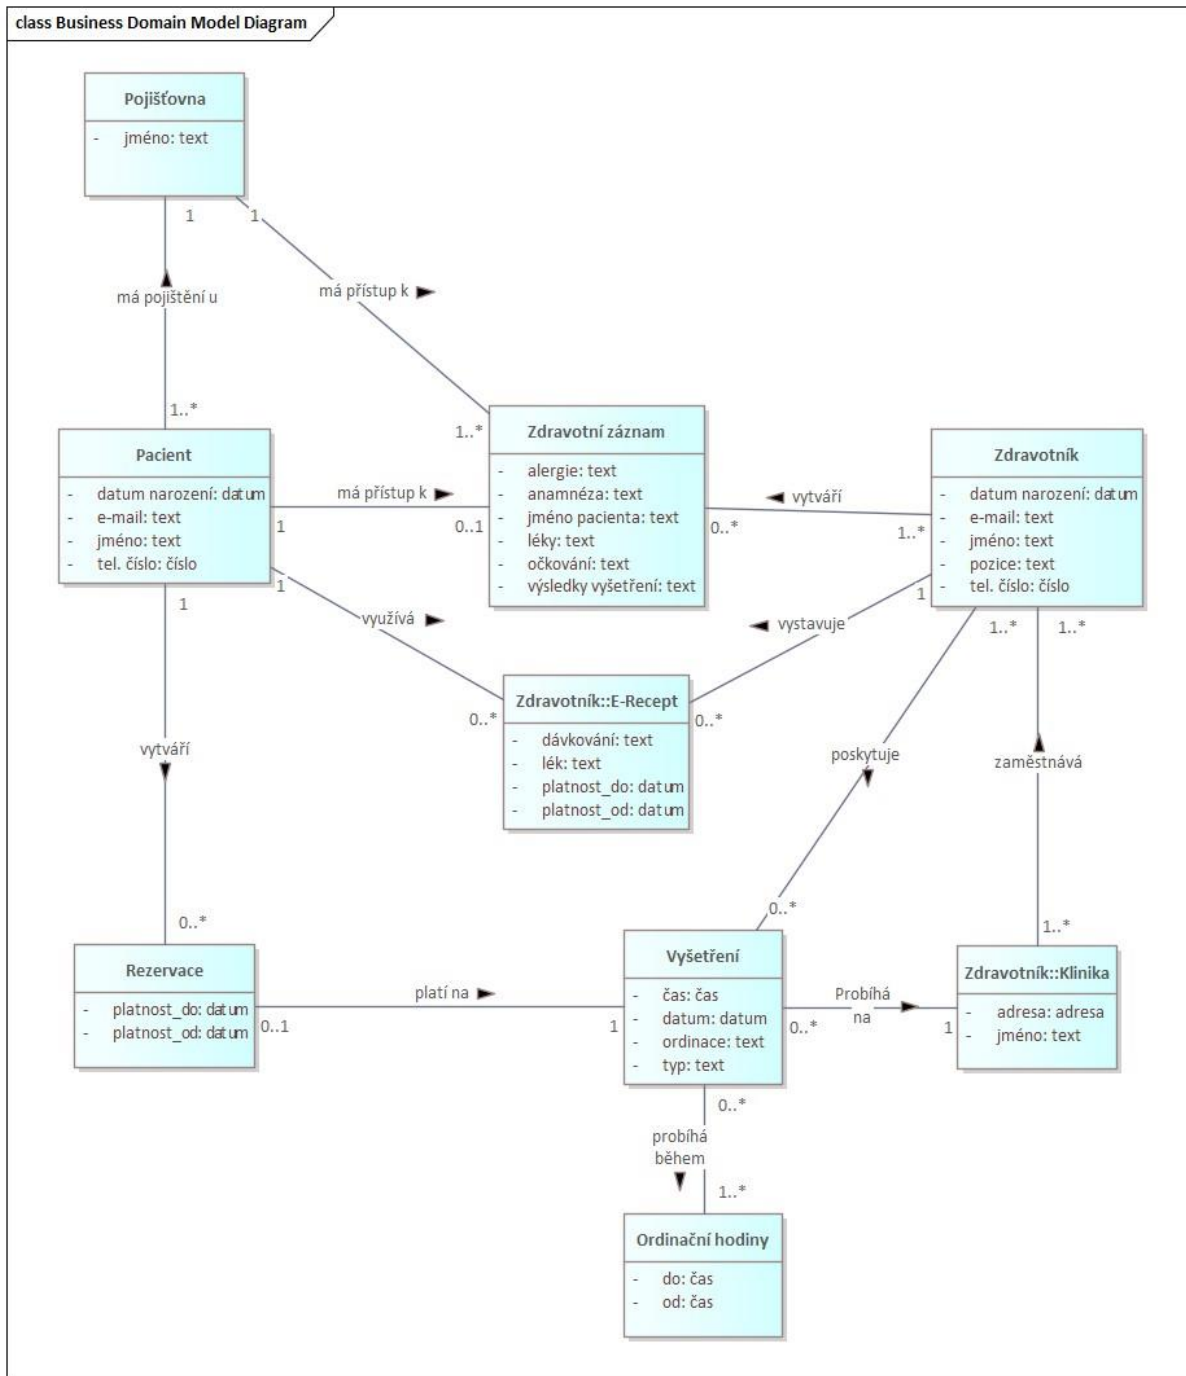 class Business Domain Model Diagram
Pojišťovna
- jméno: text
1
1
má pojištění u
má přístup k
1..*
1..*
Pacient
- datum narození: datum
- e-mail: text
- jméno: text
- tel. číslo: číslo
má přístup k
1
0..1
Zdravotní záznam
- alergie: text
- anamnéza: text
- jméno pacienta: text
- léky: text
- očkování: text
- výsledky vyšetření: text
vytváří
0..*
1..*
Zdravotník
- datum narození: datum
- e-mail: text
- jméno: text
- pozice: text
- tel. číslo: číslo
1
1
využívá
0..*
vystavuje
1
0..*
1..*
1..*
Zdravotník::E-Recept
- dávkování: text
- lék: text
- platnost_do: datum
- platnost_od: datum
vytváří
poskytuje
zaměstnává
0..*
0..*
1..*
Rezervace
- platnost_do: datum
- platnost_od: datum
platí na
0..1
1
Vyšetření
- čas: čas
- datum: datum
- ordinace: text
- typ: text
Probíhá
na
0..*
1
Zdravotník::Klinika
- adresa: adresa
- jméno: text
0..*
probíhá
během
1..*
Ordinační hodiny
- do: čas
- od: čas